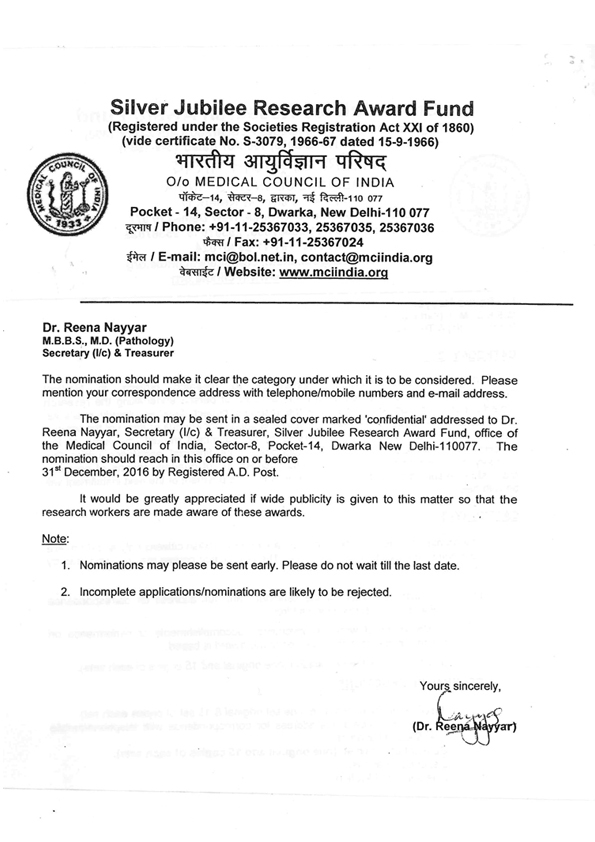 Silver Jubilee Research Award Fund
(Registered under the Societies Registration Act XXI of 1860)
(vide certificate No. S-3079, 1966-67 dated 15-9-1966)
भारतीय आयुर्विज्ञान परिषद
O/o MEDICAL COUNCIL OF INDIA
पॉकेट–14, सेक्टर–8, द्वारका, नई दिल्ली-110 077
Pocket - 14, Sector - 8, Dwarka, New Delhi-110 077
दूरभाष / Phone: +91-11-25367033, 25367035, 25367036
फैक्स / Fax: +91-11-25367024
ईमेल / E-mail: mci@bol.net.in, contact@mciindia.org
वेबसाईट / Website: www.mciindia.org
MEDICAL COUNCIL OF INDIA
1933
Dr. Reena Nayyar
M.B.B.S., M.D. (Pathology)
Secretary (I/c) & Treasurer
The nomination should make it clear the category under which it is to be considered. Please
mention your correspondence address with telephone/mobile numbers and e-mail address.
The nomination may be sent in a sealed cover marked 'confidential' addressed to Dr.
Reena Nayyar, Secretary (I/c) & Treasurer, Silver Jubilee Research Award Fund, office of
the Medical Council of India, Sector-8, Pocket-14, Dwarka New Delhi-110077. The
nomination should reach in this office on or before
31st December, 2016 by Registered A.D. Post.
It would be greatly appreciated if wide publicity is given to this matter so that the
research workers are made aware of these awards.
Note:
1. Nominations may please be sent early. Please do not wait till the last date.
2. Incomplete applications/nominations are likely to be rejected.
Yours sincerely,
Nayyar
(Dr. Reena Nayyar)